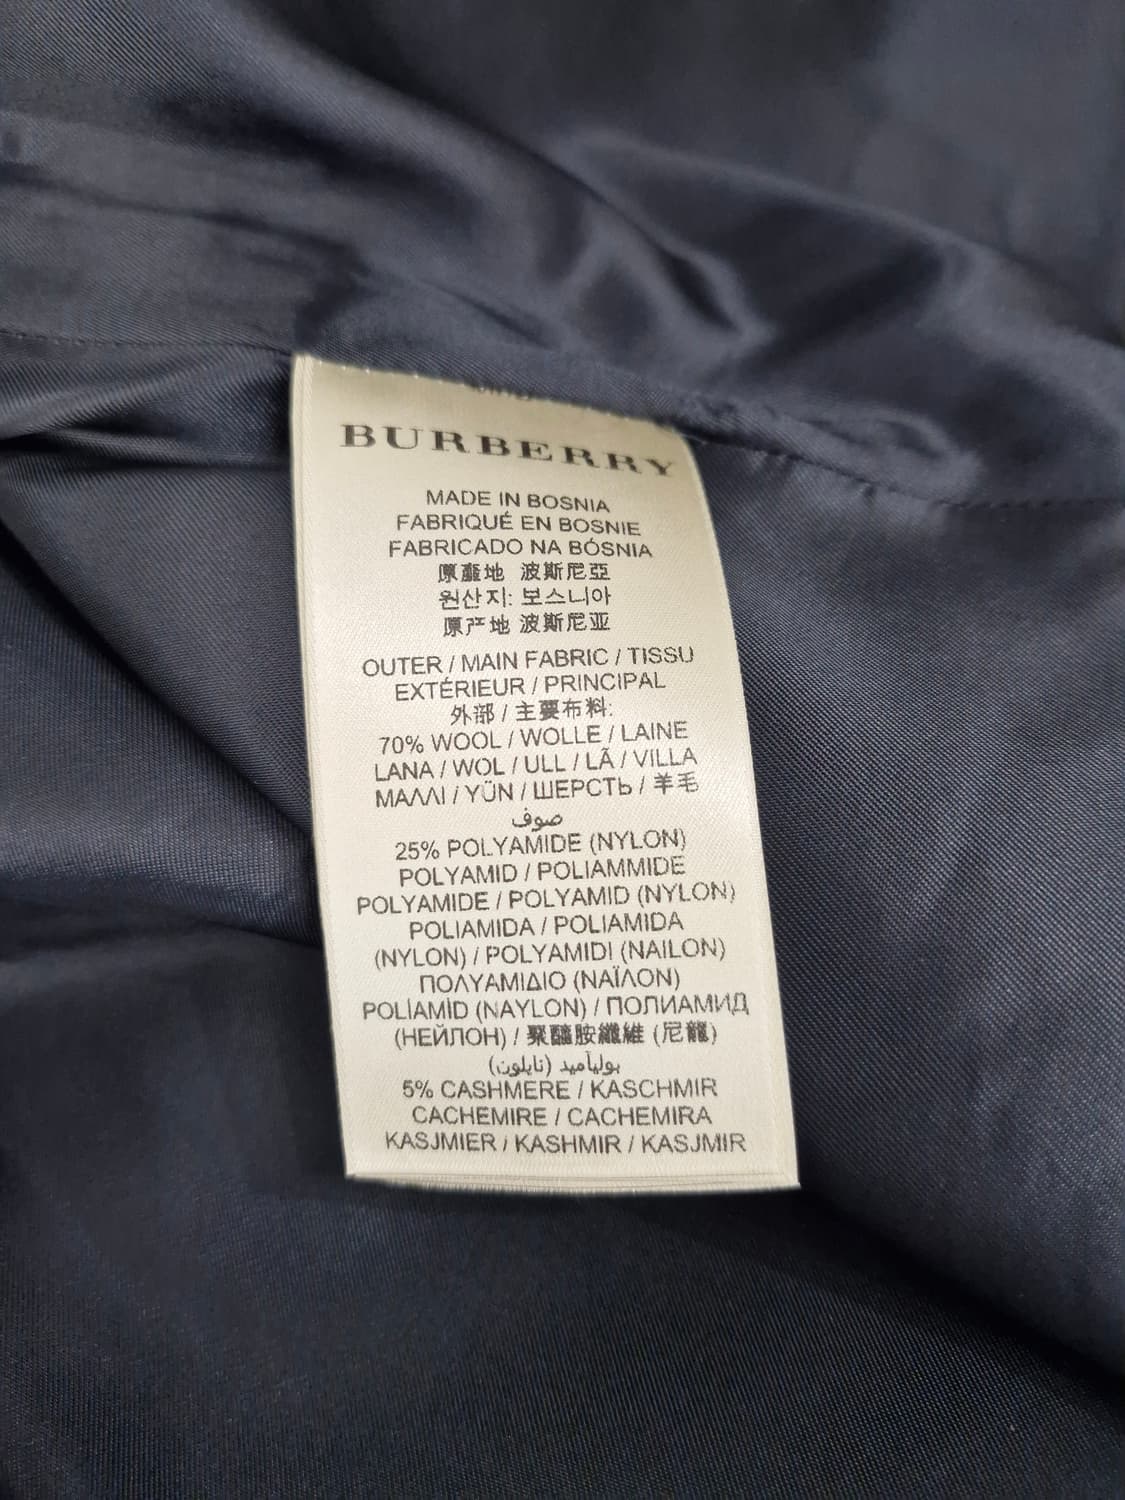 BURBERRY
MADE IN BOSNIA
FABRIQUÉ EN BOSNIE
FABRICADO NA BÓSNIA
原產地 波斯尼亞
원산지: 보스니아
原产地 波斯尼亚
OUTER / MAIN FABRIC / TISSU
EXTÉRIEUR / PRINCIPAL
外部 / 主要布料:
70% WOOL / WOLLE / LAINE
LANA / WOL / ULL / LÃ / VILLA
ΜΑΛΛΙ / YÜN / ШЕРСТЬ / 羊毛
صوف
25% POLYAMIDE (NYLON)
POLYAMID / POLIAMMIDE
POLYAMIDE / POLYAMID (NYLON)
POLIAMIDA / POLIAMIDA
(NYLON) / POLYAMIDI (NAILON)
ΠΟΛΥΑΜΙΔΙΟ (ΝΑΪΛΟΝ)
POLİAMİD (NAYLON) / ПОЛИАМИД
(НЕЙЛОН) / 聚醯胺纖維 (尼龍)
بولیآمید (نايلون)
5% CASHMERE / KASCHMIR
CACHEMIRE / CACHEMIRA
KASJMIER / KASHMIR / KASJMIR